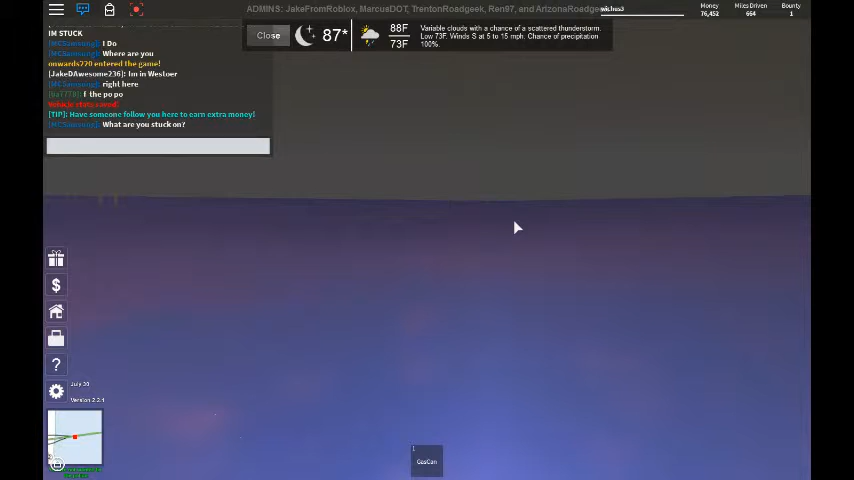 ADMINS: JakeFromRoblox, MarcusDOT, TrentonRoadgeek, Ren97, and ArizonaRoadgeek
Money
76,452
Miles Driven
664
Bounty
1
Close
87*
88F
73F
Variable clouds with a chance of a scattered thunderstorm.
Low 73F. Winds S at 5 to 15 mph. Chance of precipitation
100%.
IM STUCK
I Do
Where are you
onwards220 entered the game!
[JakeDAwesome236]: Im in Westoer
right here
f the po po
Vehicle stats saved!
[TIP]: Have someone follow you here to earn extra money!
What are you stuck on?
$
?
July 30
Version 2.2.1
1
GasCan